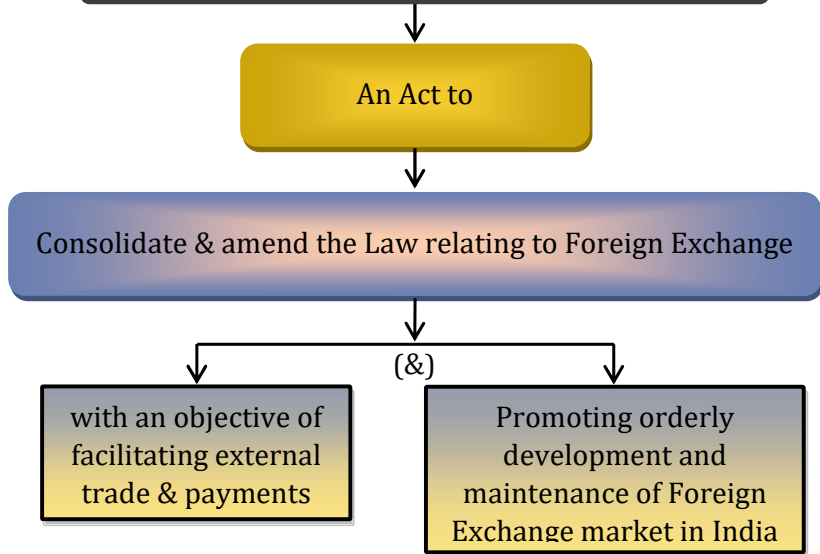 An Act to
Consolidate & amend the Law relating to Foreign Exchange
(&)
with an objective of
facilitating external
trade & payments
Promoting orderly
development and
maintenance of Foreign
Exchange market in India